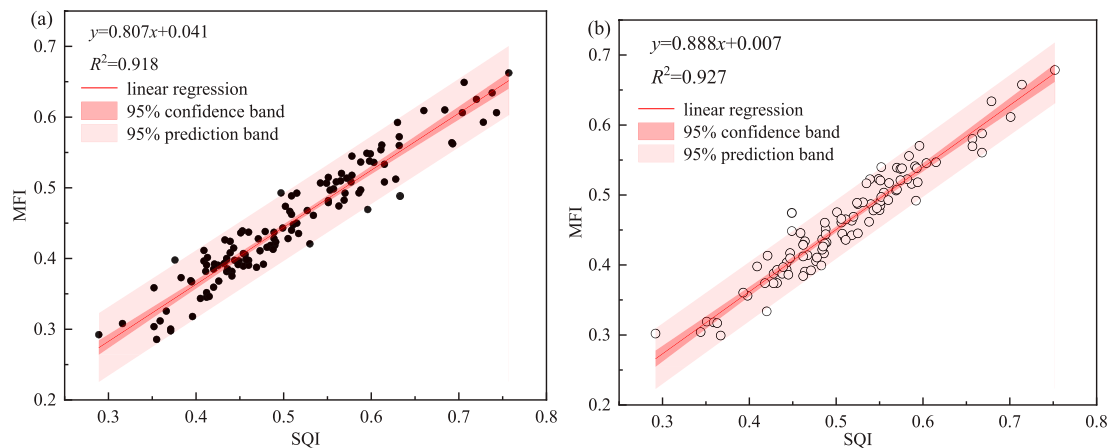 (a)
y=0.807x+0.041
R²=0.918
linear regression
95% confidence band
95% prediction band
0.7
0.6
0.5
0.4
0.3
0.2
MFI
0.3 0.4 0.5 0.6 0.7 0.8
SQI
(b)
y=0.888x+0.007
R²=0.927
linear regression
95% confidence band
95% prediction band
0.7
0.6
0.5
0.4
0.3
0.2
MFI
0.3 0.4 0.5 0.6 0.7 0.8
SQI